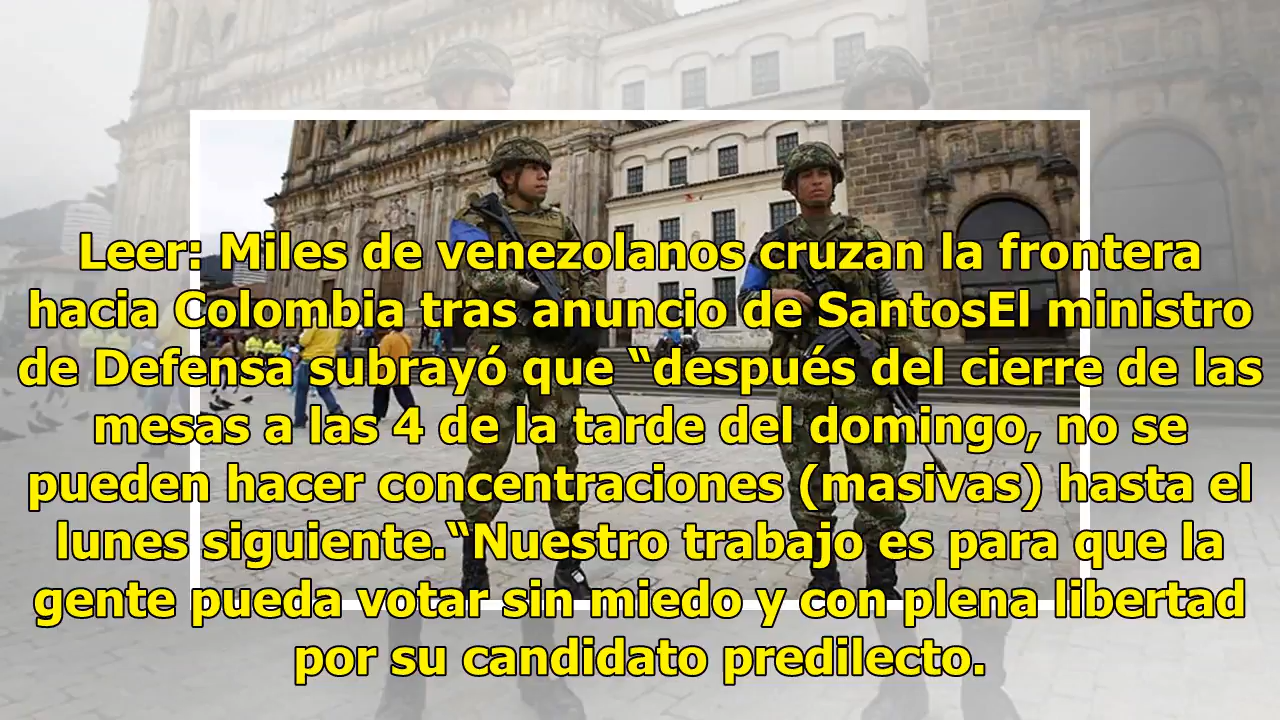 Leer: Miles de venezolanos cruzan la frontera
hacia Colombia tras anuncio de SantosEl ministro
de Defensa subrayó que “después del cierre de las
mesas a las 4 de la tarde del domingo, no se
pueden hacer concentraciones (masivas) hasta el
lunes siguiente.“Nuestro trabajo es para que la
gente pueda votar sin miedo y con plena libertad
por su candidato predilecto.